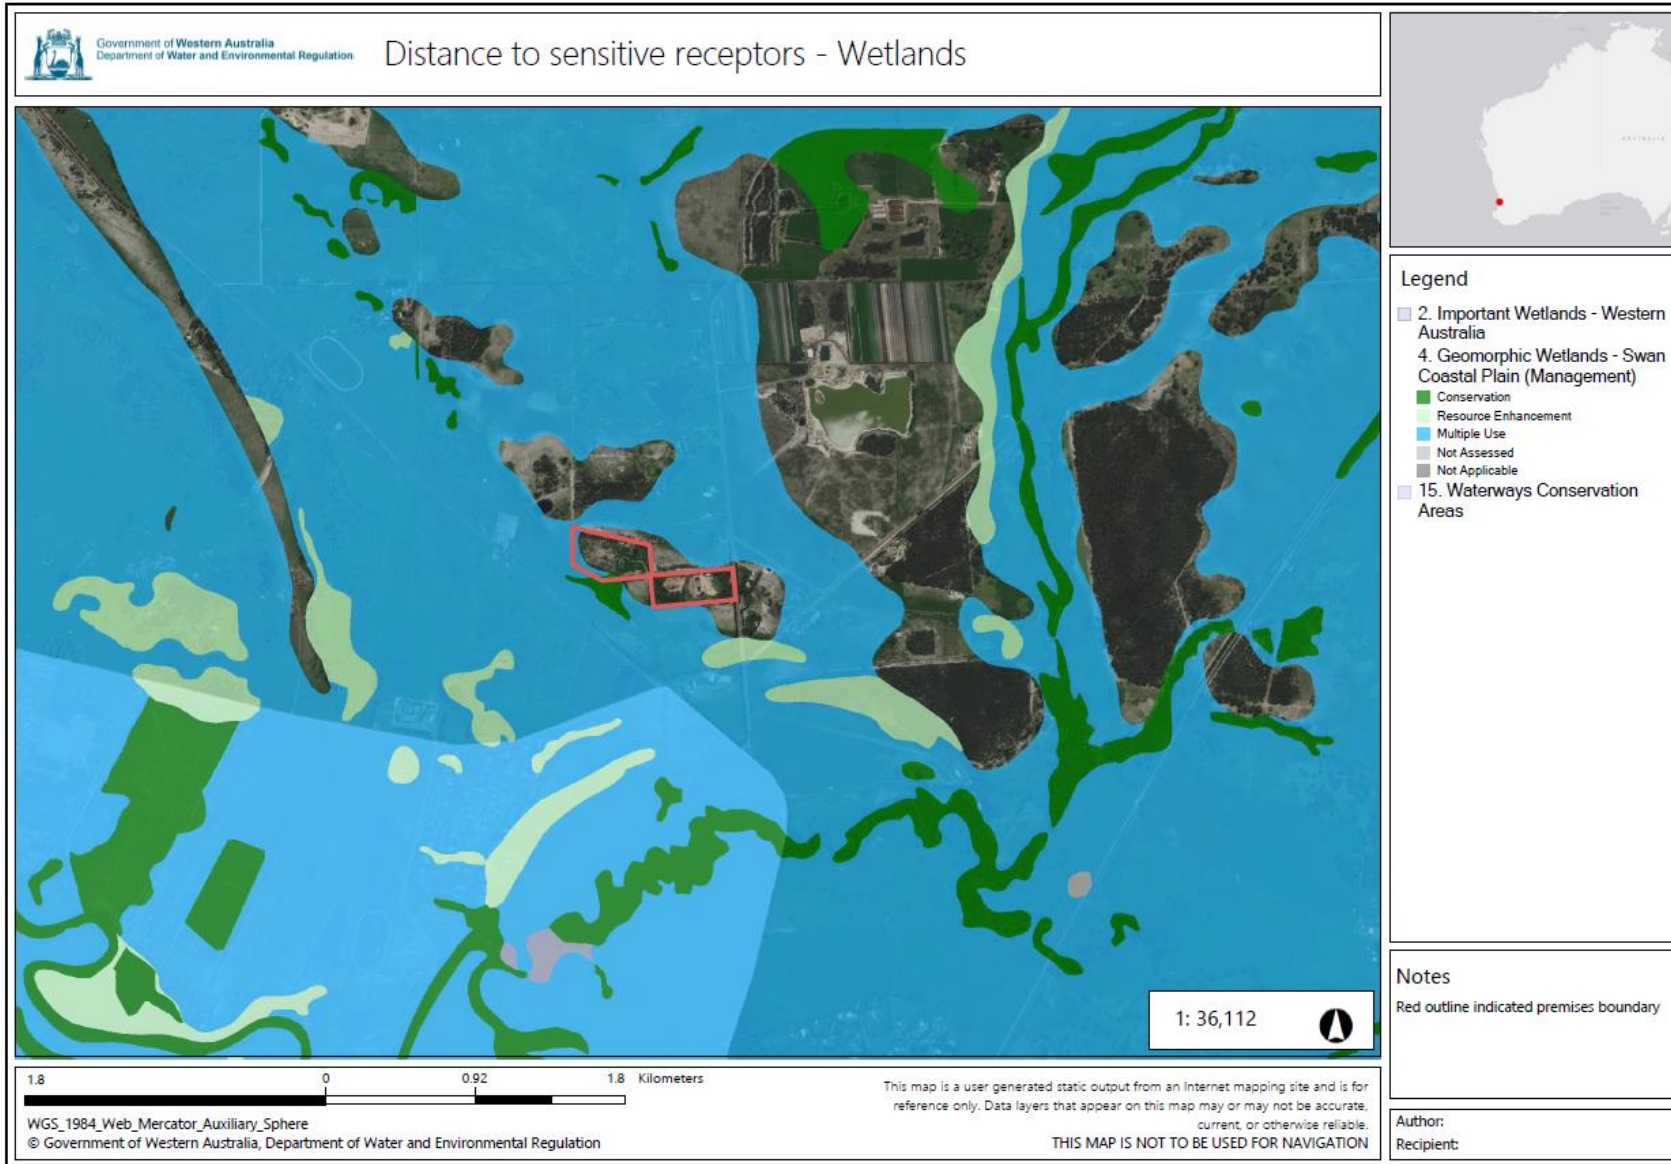 Government of Western Australia
Department of Water and Environmental Regulation
Distance to sensitive receptors - Wetlands
AUSTRALIA
Legend
2. Important Wetlands - Western
Australia
4. Geomorphic Wetlands - Swan
Coastal Plain (Management)
Conservation
Resource Enhancement
Multiple Use
Not Assessed
Not Applicable
15. Waterways Conservation
Areas
Notes
Red outline indicated premises boundary
1: 36,112
1.8 0 0.92 1.8 Kilometers
WGS_1984_Web_Mercator_Auxiliary_Sphere
© Government of Western Australia, Department of Water and Environmental Regulation
This map is a user generated static output from an Internet mapping site and is for
reference only. Data layers that appear on this map may or may not be accurate,
current, or otherwise reliable.
THIS MAP IS NOT TO BE USED FOR NAVIGATION
Author:
Recipient: